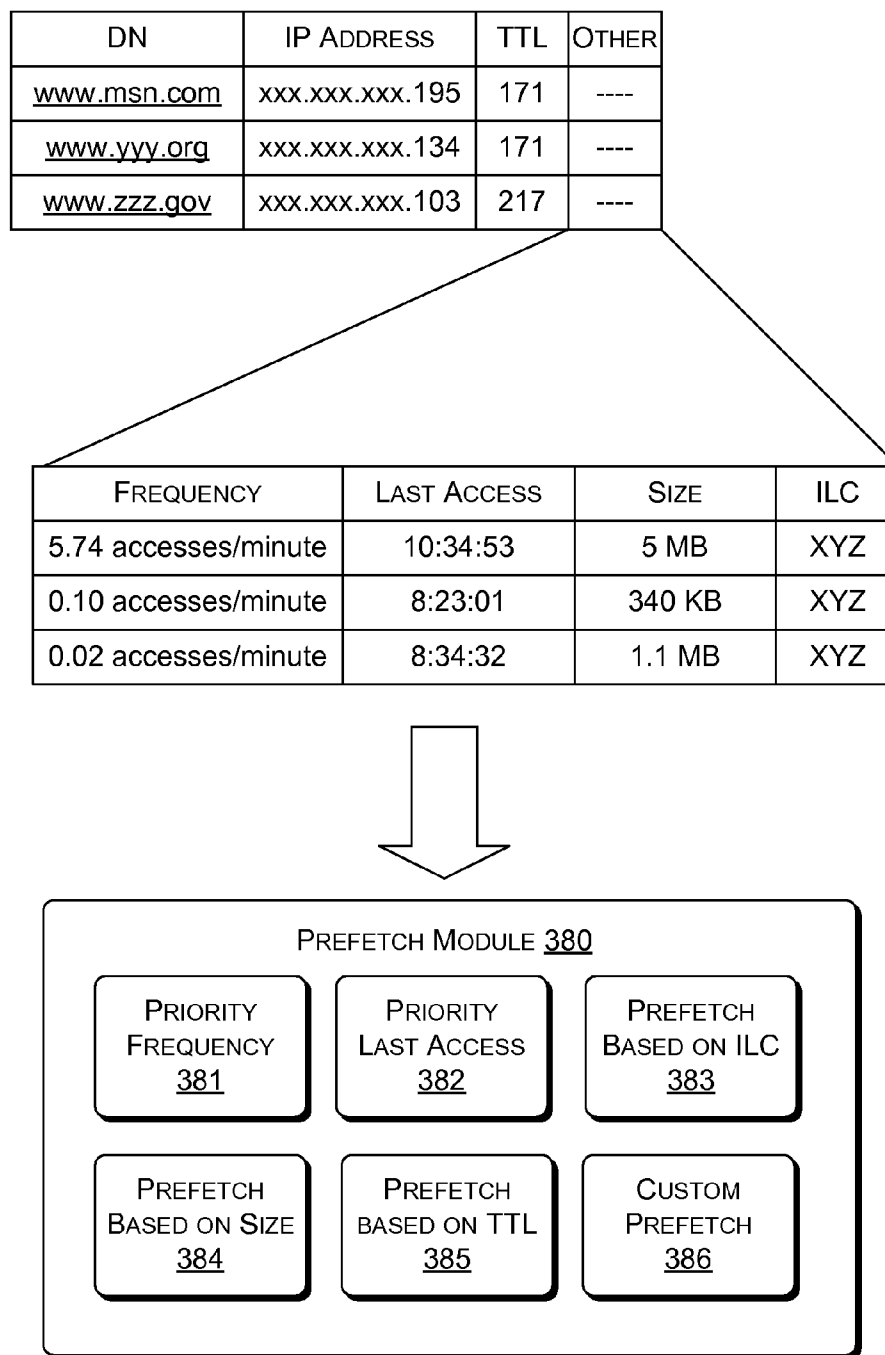 DN IP ADDRESS TTL OTHER
www.msn.com xxx.xxx.xxx.195 171 ----
www.yyy.org xxx.xxx.xxx.134 171 ----
www.zzz.gov xxx.xxx.xxx.103 217 ----
FREQUENCY LAST ACCESS SIZE ILC
5.74 accesses/minute 10:34:53 5 MB XYZ
0.10 accesses/minute 8:23:01 340 KB XYZ
0.02 accesses/minute 8:34:32 1.1 MB XYZ
PREFETCH MODULE 380
PRIORITY
FREQUENCY
381
PRIORITY
LAST ACCESS
382
PREFETCH
BASED ON ILC
383
PREFETCH
BASED ON SIZE
384
PREFETCH
BASED ON TTL
385
CUSTOM
PREFETCH
386